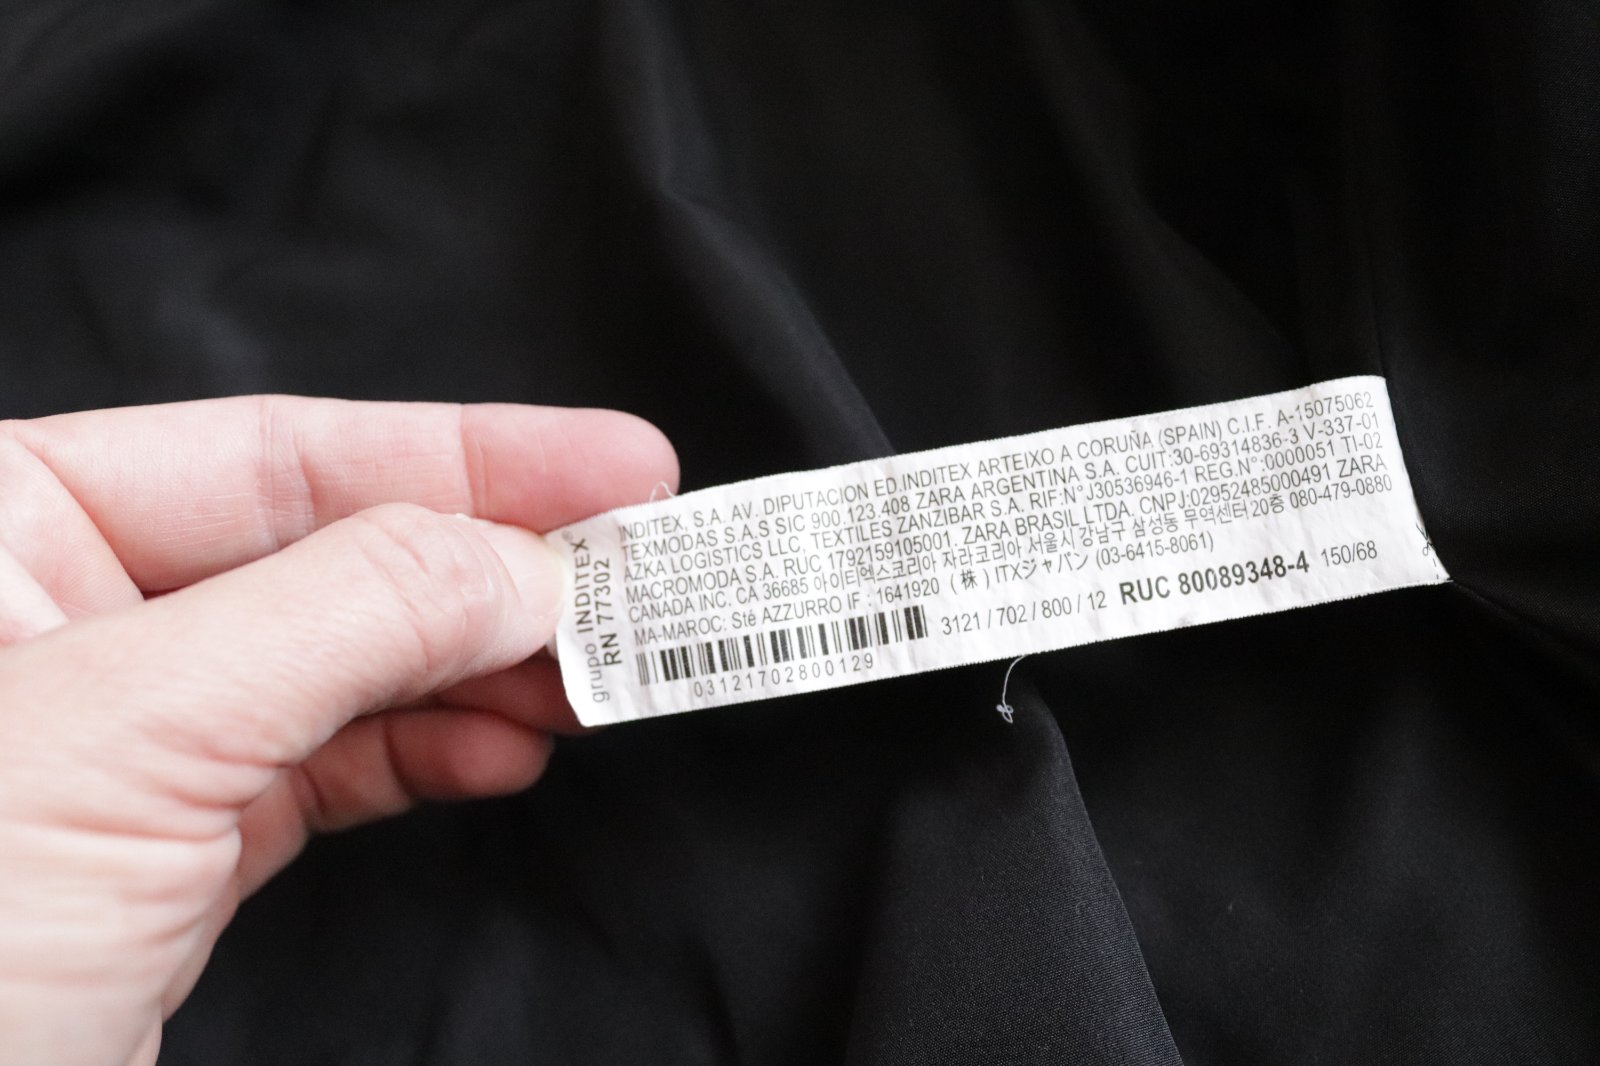 grupo INDITEX®
RN 77302
INDITEX, S.A. AV. DIPUTACION ED.INDITEX ARTEIXO A CORUÑA (SPAIN) C.I.F. A-15075062
TEXMODAS S.A.S SIC 900.123.408 ZARA ARGENTINA S.A. CUIT:30-69314836-3 V-337-01
AZKA LOGISTICS LLC, TEXTILES ZANZIBAR S.A. RIF:N° J30536946-1 REG.N°:0000051 TI-02
MACROMODA S.A. RUC 1792159105001, ZARA BRASIL LTDA. CNPJ:02952485000491 ZARA
CANADA INC. CA 36685 아이티엑스코리아 자라코리아 서울시 강남구 삼성동 무역센터 20층 080-479-0880
MA-MAROC: Sté AZZURRO IF : 1641920 (株) ITXジャパン (03-6415-8061)
3121 / 702 / 800 / 12 RUC 80089348-4 150/68
03121702800129